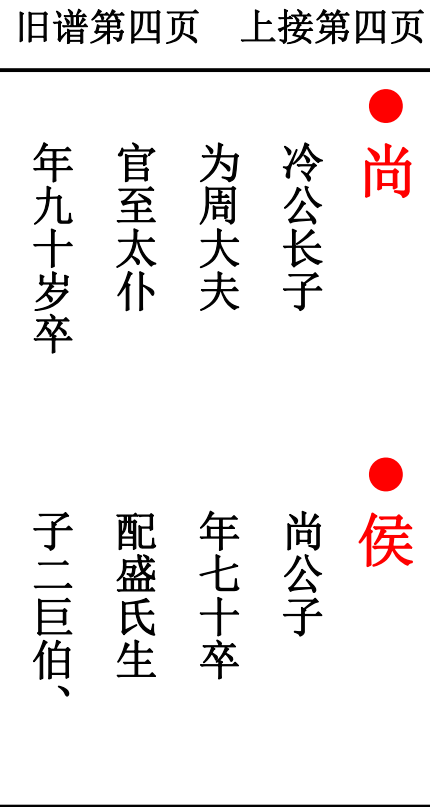 旧谱第四页 上接第四页
尚
冷公长子
为周大夫
官至太仆
年九十岁卒
侯
尚公子
年七十卒
配盛氏生
子二巨伯、